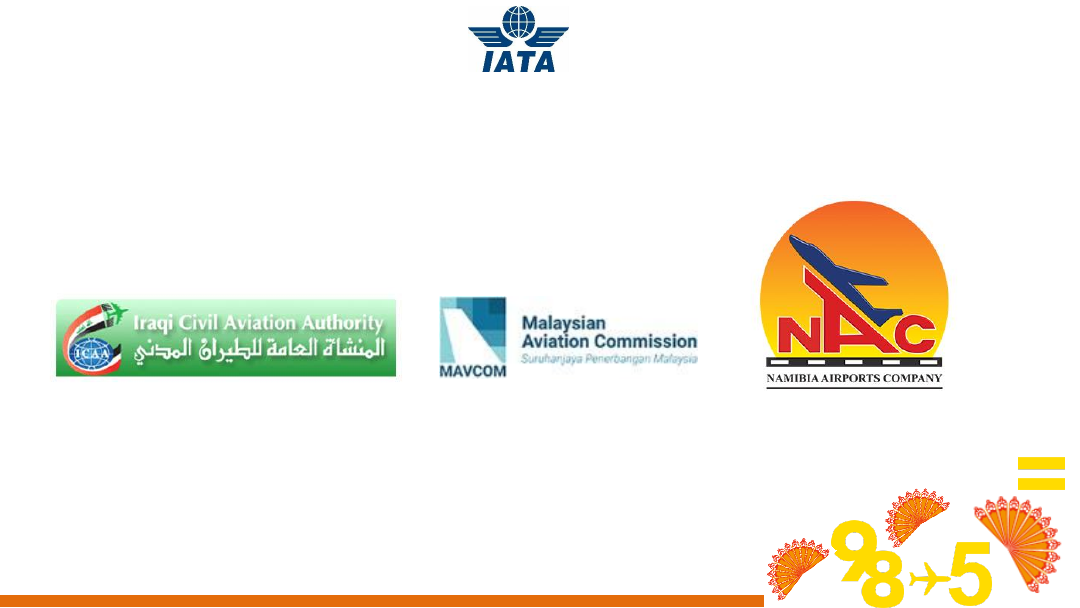 IATA
Iraqi Civil Aviation Authority
المنشاة العامة للطيران المدني
ICAA
MAVCOM
Malaysian
Aviation Commission
Suruhanjaya Penerbangan Malaysia
NAC
NAMIBIA AIRPORTS COMPANY
=
98 5